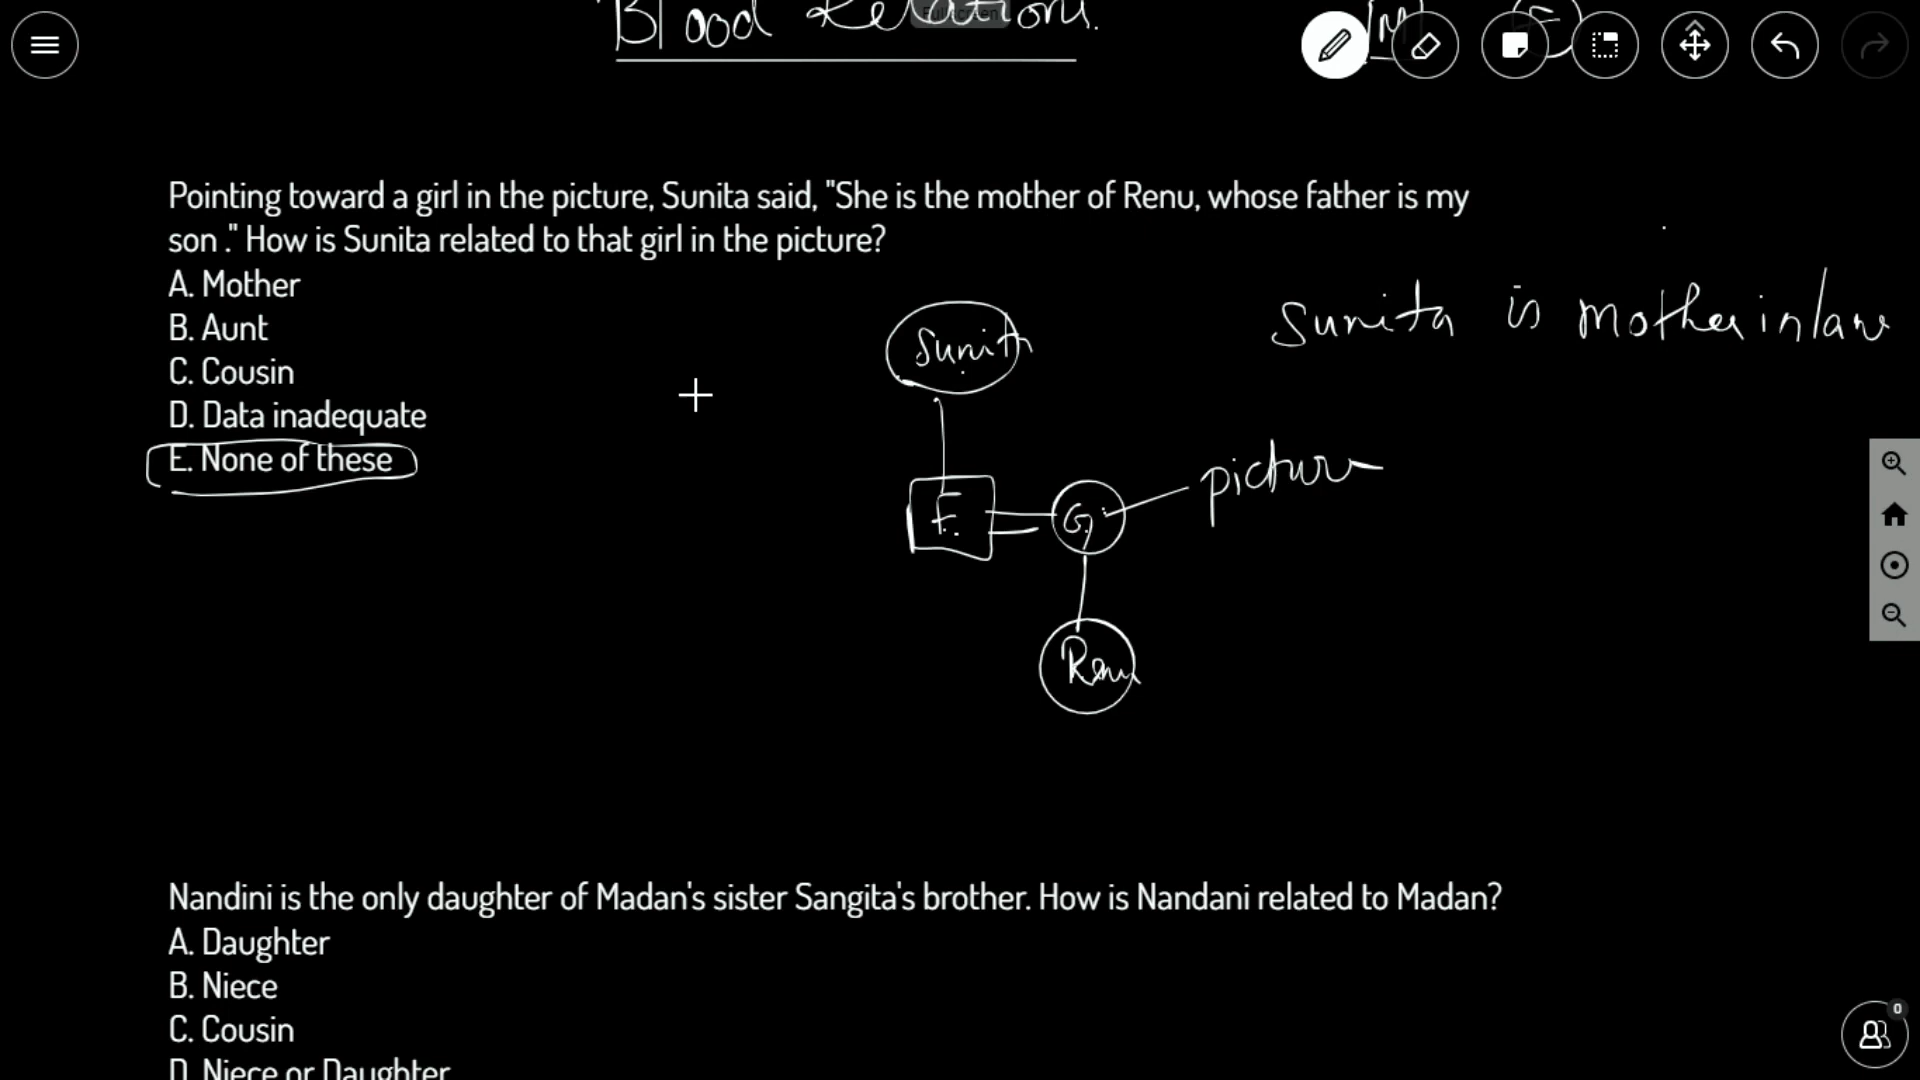 Blood Relations.
M F
Pointing toward a girl in the picture, Sunita said, "She is the mother of Renu, whose father is my
son ." How is Sunita related to that girl in the picture?
A. Mother
B. Aunt
C. Cousin
D. Data inadequate
E. None of these
Sunita
Sunita is mother in law
F.
G.
picture
Renu
Nandini is the only daughter of Madan's sister Sangita's brother. How is Nandani related to Madan?
A. Daughter
B. Niece
C. Cousin
D. Niece or Daughter
0